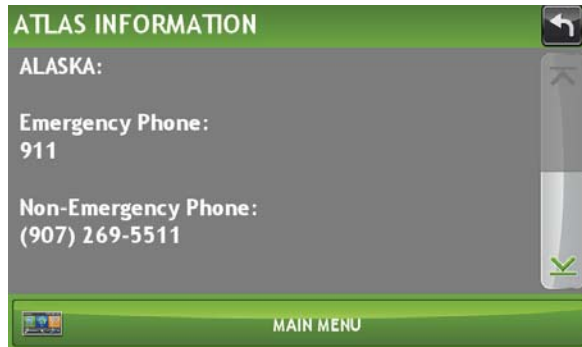 ATLAS INFORMATION
ALASKA:
Emergency Phone:
911
Non-Emergency Phone:
(907) 269-5511
MAIN MENU